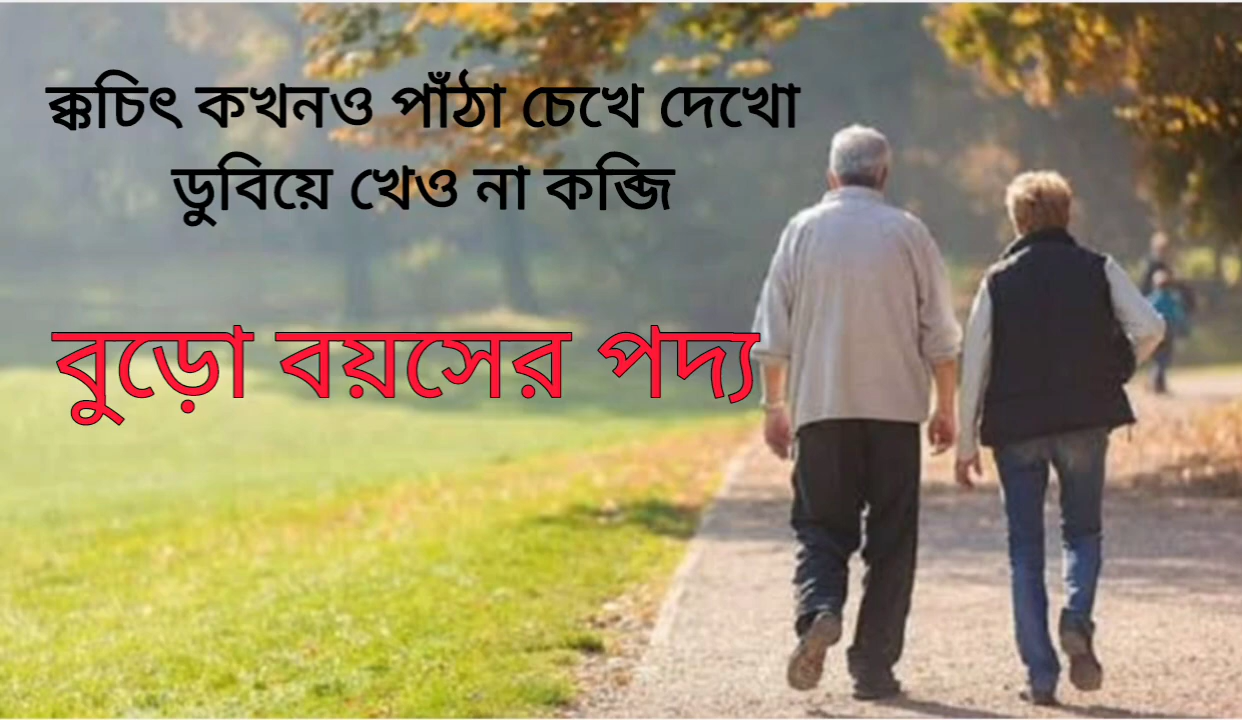 ক্কচিৎ কখনও পাঁঠা চেখে দেখো
ডুবিয়ে খেও না কব্জি
বুড়ো বয়সের পদ্য